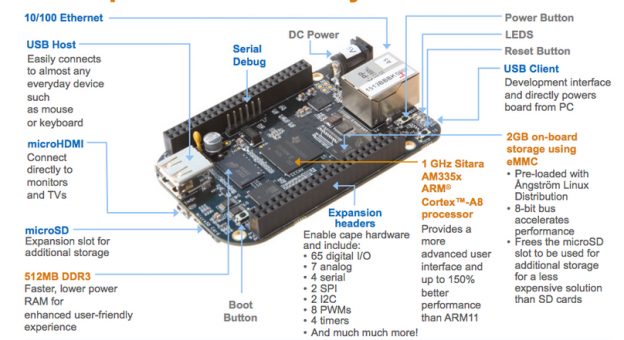 10/100 Ethernet
USB Host
Easily connects
to almost any
everyday device
such
as mouse
or keyboard
microHDMI
Connect
directly to
monitors
and TVs
microSD
Expansion slot for
additional storage
512MB DDR3
Faster, lower power
RAM for
enhanced user-friendly
experience
Serial
Debug
DC Power
5V
Boot
Button
Expansion
headers
Enable cape hardware
and include:
• 65 digital I/O
• 7 analog
• 4 serial
• 2 SPI
• 2 I2C
• 8 PWMs
• 4 timers
• And much much more!
1 GHz Sitara
AM335x
ARM®
Cortex™-A8
processor
Provides a
more
advanced user
interface and
up to 150%
better
performance
than ARM11
Power Button
LEDS
Reset Button
USB Client
Development interface
and directly powers
board from PC
2GB on-board
storage using
eMMC
• Pre-loaded with
Ångström Linux
Distribution
• 8-bit bus
accelerates
performance
• Frees the microSD
slot to be used for
additional storage
for a less
expensive solution
than SD cards